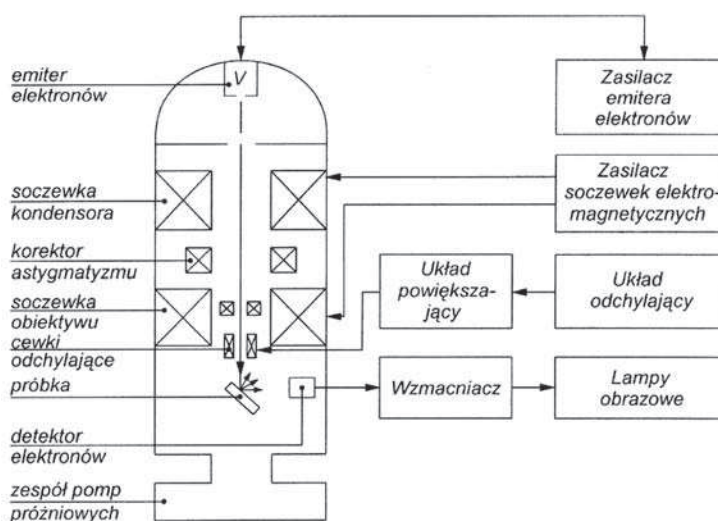 emiter
elektronów
V
soczewka
kondensora
korektor
astygmatyzmu
soczewka
obiektywu
cewki
odchylające
próbka
detektor
elektronów
zespół pomp
próżniowych
Zasilacz
emitera
elektronów
Zasilacz
soczewek elektro-
magnetycznych
Układ
powiększa-
jący
Układ
odchylający
Wzmacniacz
Lampy
obrazowe